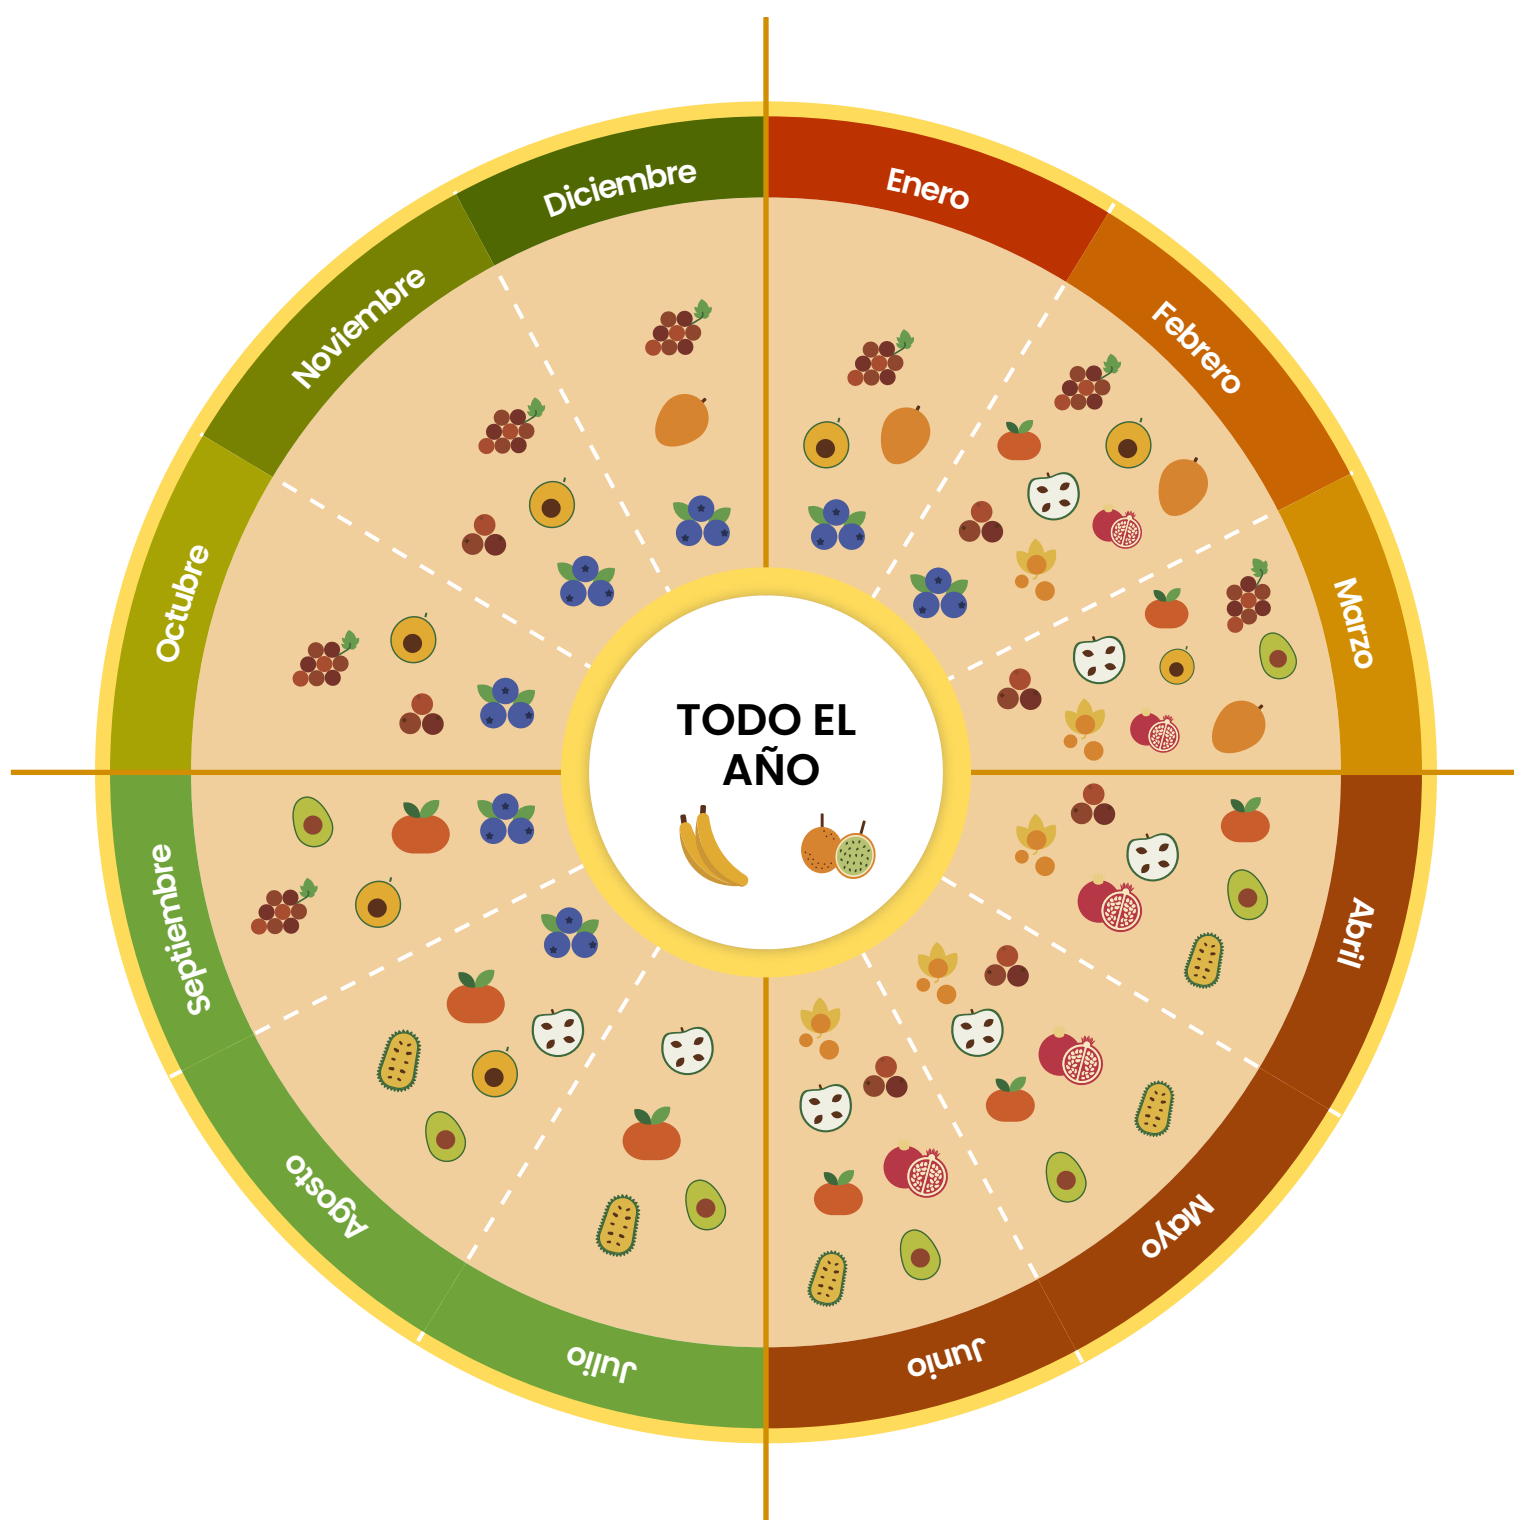 Enero
Febrero
Marzo
Abril
Mayo
Junio
Julio
Agosto
Septiembre
Octubre
Noviembre
Diciembre
TODO EL
AÑO